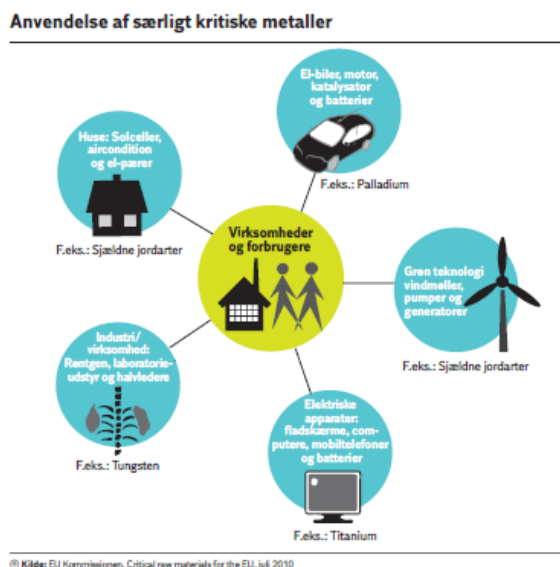 Anvendelse af særligt kritiske metaller
El-biler, motor,
katalysator
og batterier
F.eks.: Palladium
Huse: Solceller,
aircondition
og el-pærer
F.eks.: Sjældne jordarter
Virksomheder
og forbrugere
Grøn teknologi
vindmøller,
pumper og
generatorer
F.eks.: Sjældne jordarter
Industri/
virksomhed:
Røntgen, laboratorie-
udstyr og halvledere
F.eks.: Tungsten
Elektriske
apparater:
fladskærme, com-
putere, mobiltelefoner
og batterier
F.eks.: Titanium
Kilde: EU Kommissionen, Critical raw materials for the EU, juli 2010